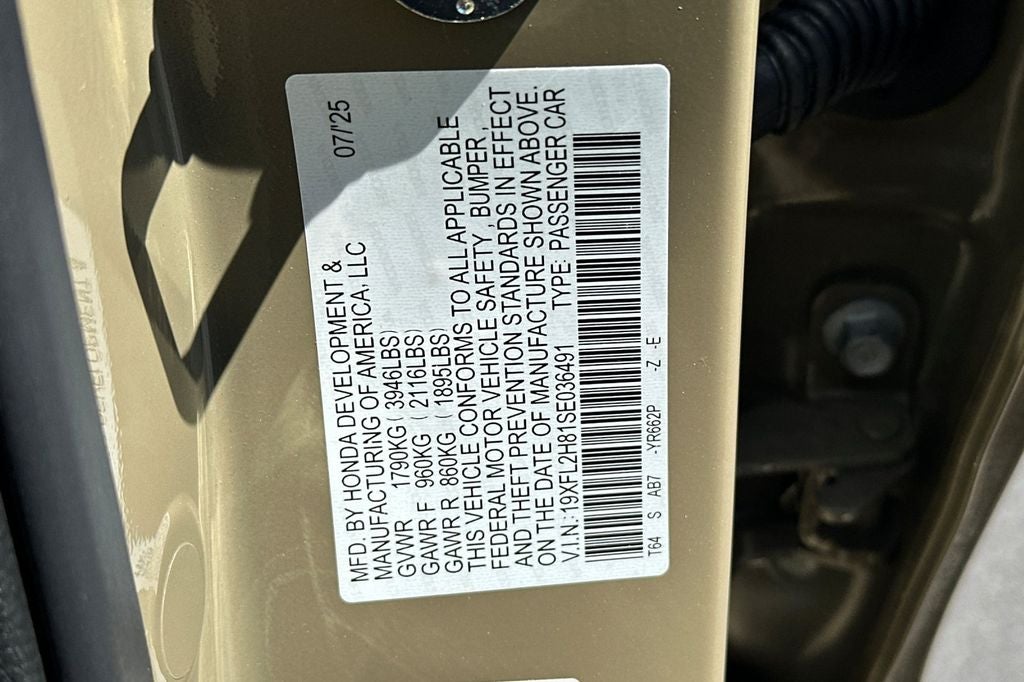 07/'25
MFD. BY HONDA DEVELOPMENT &
MANUFACTURING OF AMERICA, LLC
GVWR 1790KG ( 3946LBS)
GAWR F 960KG ( 2116LBS)
GAWR R 860KG ( 1895LBS)
THIS VEHICLE CONFORMS TO ALL APPLICABLE
FEDERAL MOTOR VEHICLE SAFETY, BUMPER,
AND THEFT PREVENTION STANDARDS IN EFFECT
ON THE DATE OF MANUFACTURE SHOWN ABOVE.
V.I.N: 19XFL2H81SE036491 TYPE: PASSENGER CAR
T64 S AB7 -YR662P -Z -E